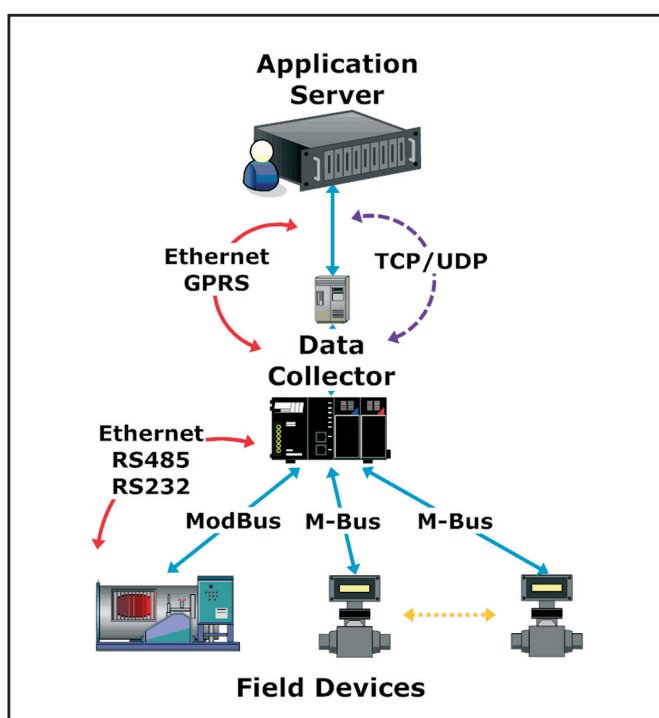 Application
Server
Ethernet
GPRS
TCP/UDP
Data
Collector
Ethernet
RS485
RS232
ModBus
M-Bus
M-Bus
Field Devices